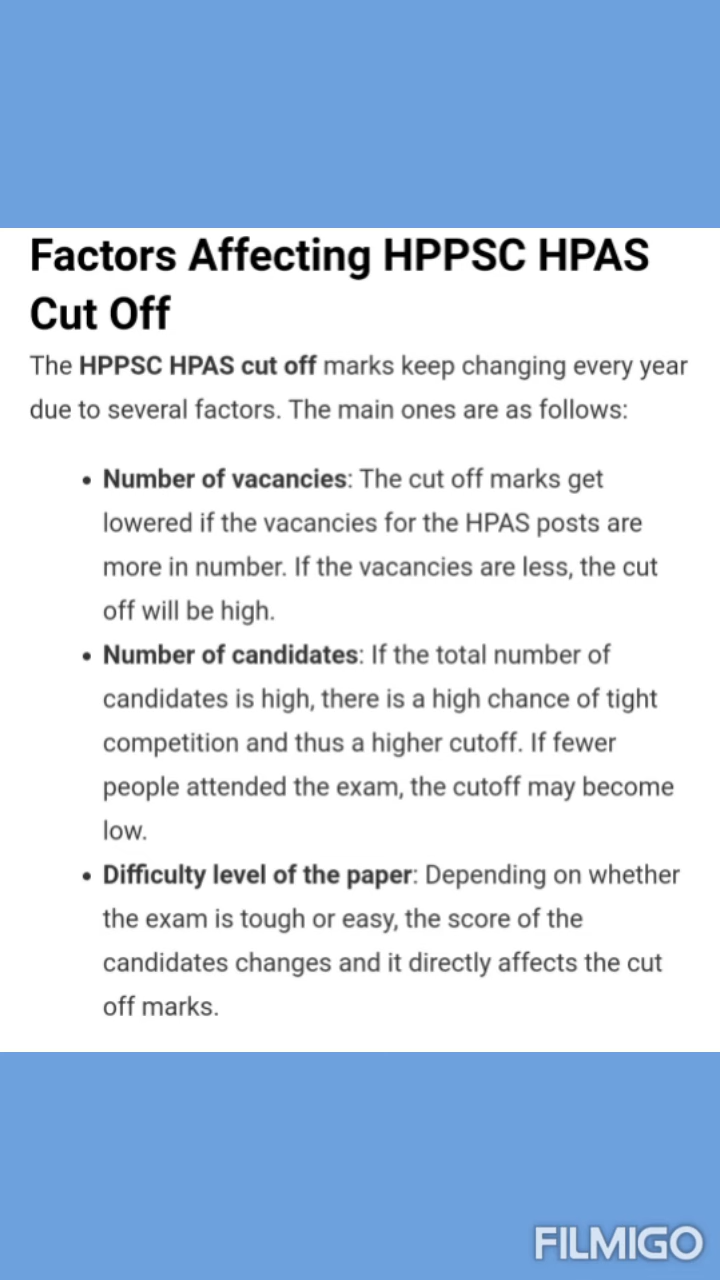 Factors Affecting HPPSC HPAS
Cut Off
The HPPSC HPAS cut off marks keep changing every year
due to several factors. The main ones are as follows:
• Number of vacancies: The cut off marks get
lowered if the vacancies for the HPAS posts are
more in number. If the vacancies are less, the cut
off will be high.
• Number of candidates: If the total number of
candidates is high, there is a high chance of tight
competition and thus a higher cutoff. If fewer
people attended the exam, the cutoff may become
low.
• Difficulty level of the paper: Depending on whether
the exam is tough or easy, the score of the
candidates changes and it directly affects the cut
off marks.
FILMIGO